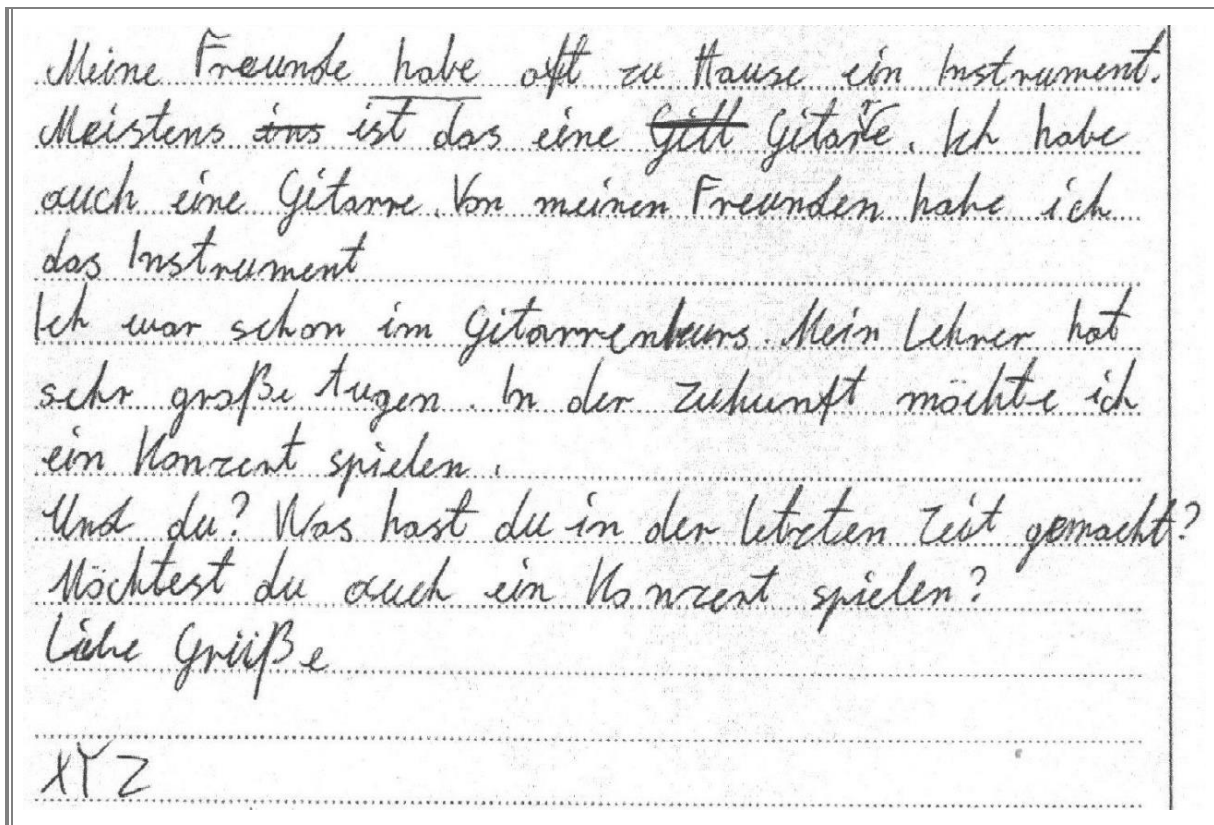 Meine Freunde habe oft zu Hause ein Instrument.
Meistens ins ist das eine Gitt Gitarre. Ich habe
auch eine Gitarre. Von meinen Freunden habe ich
das Instrument
Ich war schon im Gitarrenkurs. Mein Lehrer hat
sehr große Augen. In der Zukunft möchte ich
ein Konzert spielen.
Und du? Was hast du in der letzten Zeit gemacht?
Möchtest du auch ein Konzert spielen?
Liebe Grüße
XYZ